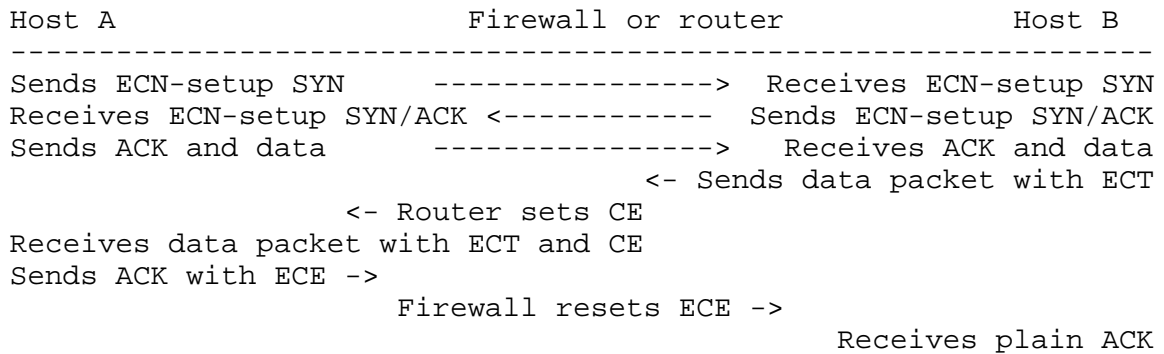 Host A                    Firewall or router             Host B
-----------------------------------------------------------------
Sends ECN-setup SYN     ---------------->  Receives ECN-setup SYN
Receives ECN-setup SYN/ACK <------------  Sends ECN-setup SYN/ACK
Sends ACK and data      ---------------->   Receives ACK and data
                                    <- Sends data packet with ECT
                   <- Router sets CE
Receives data packet with ECT and CE
Sends ACK with ECE ->
                      Firewall resets ECE ->
                                               Receives plain ACK